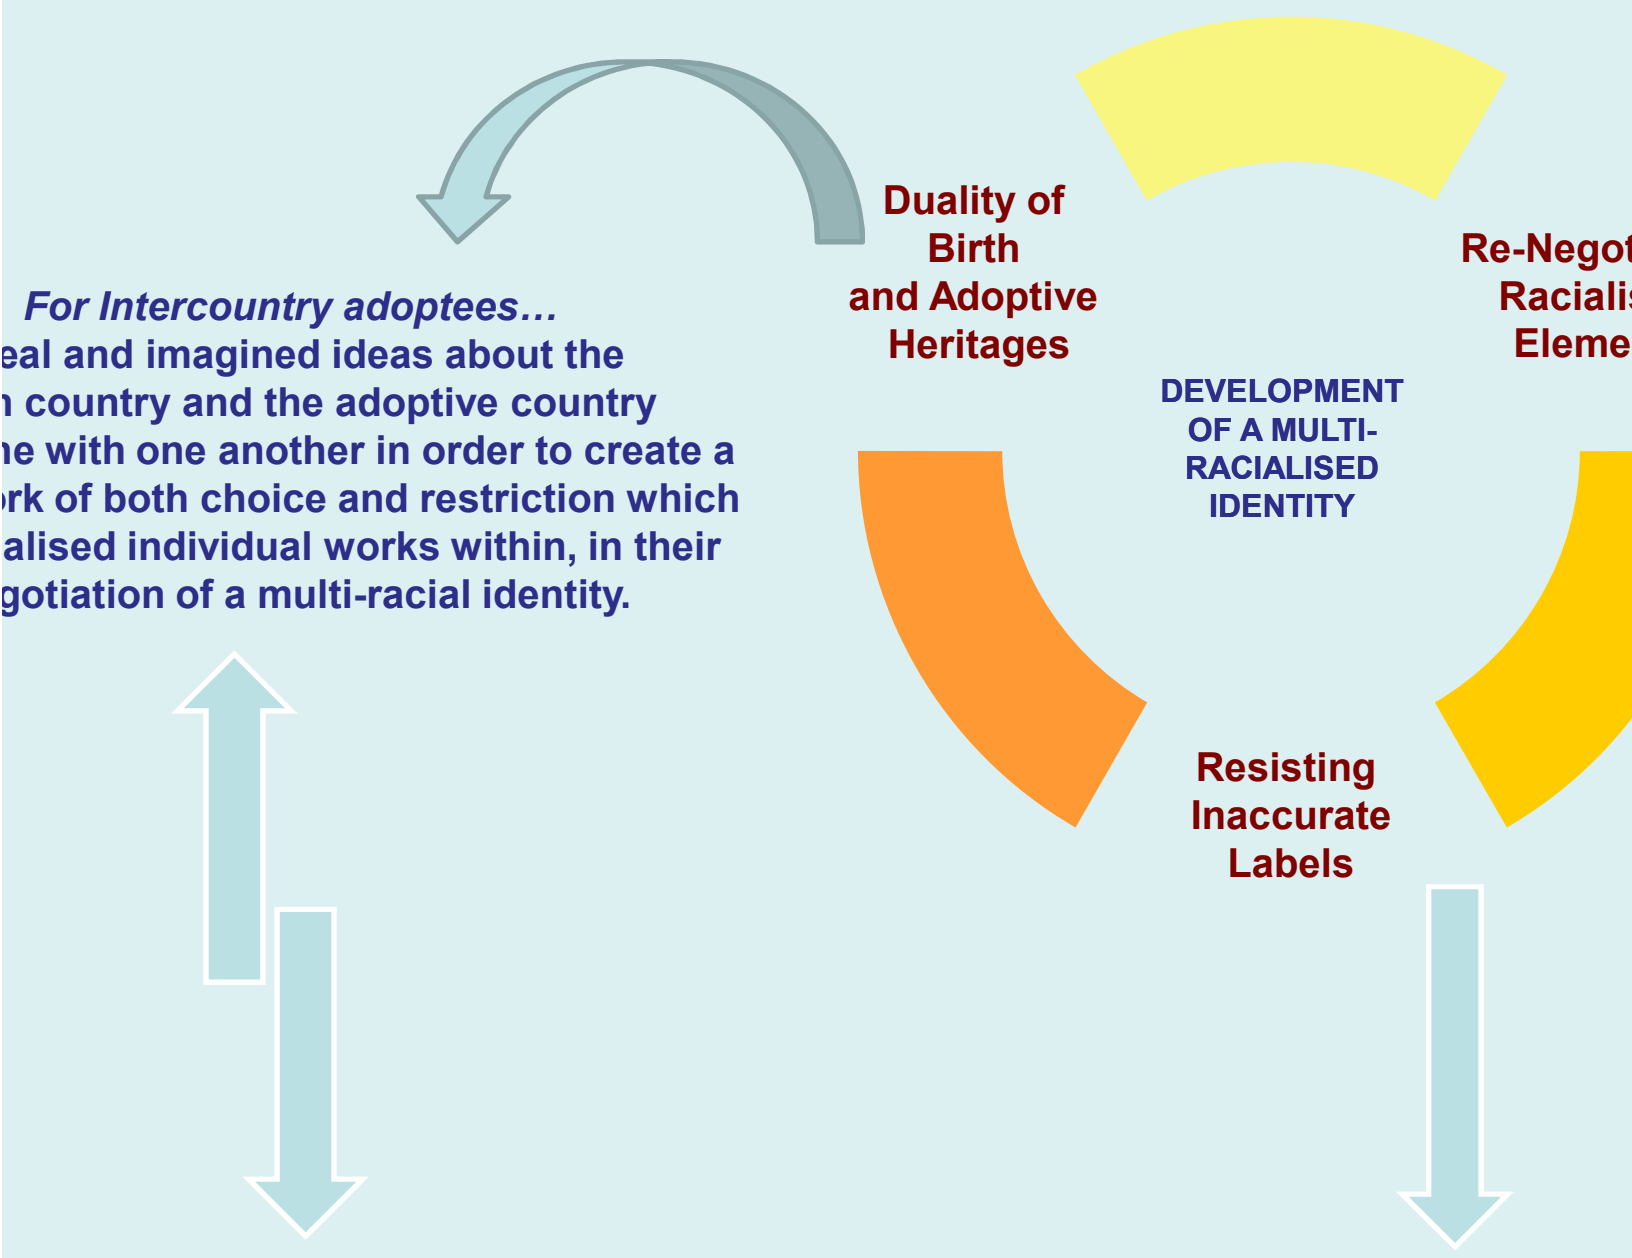 For Intercountry adoptees…
eal and imagined ideas about the
country and the adoptive country
ne with one another in order to create a
rk of both choice and restriction which
alised individual works within, in their
gotiation of a multi-racial identity.
Duality of
Birth
and Adoptive
Heritages
DEVELOPMENT
OF A MULTI-
RACIALISED
IDENTITY
Re-Negot
Racialis
Eleme
Resisting
Inaccurate
Labels